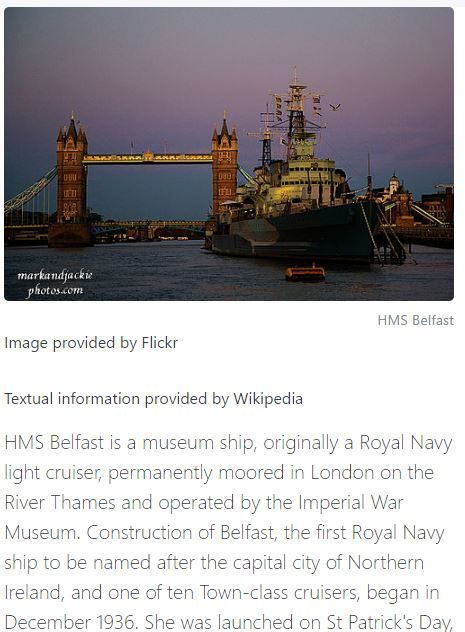 markandjackie
photos.com
HMS Belfast
Image provided by Flickr
Textual information provided by Wikipedia
HMS Belfast is a museum ship, originally a Royal Navy
light cruiser, permanently moored in London on the
River Thames and operated by the Imperial War
Museum. Construction of Belfast, the first Royal Navy
ship to be named after the capital city of Northern
Ireland, and one of ten Town-class cruisers, began in
December 1936. She was launched on St Patrick's Day,